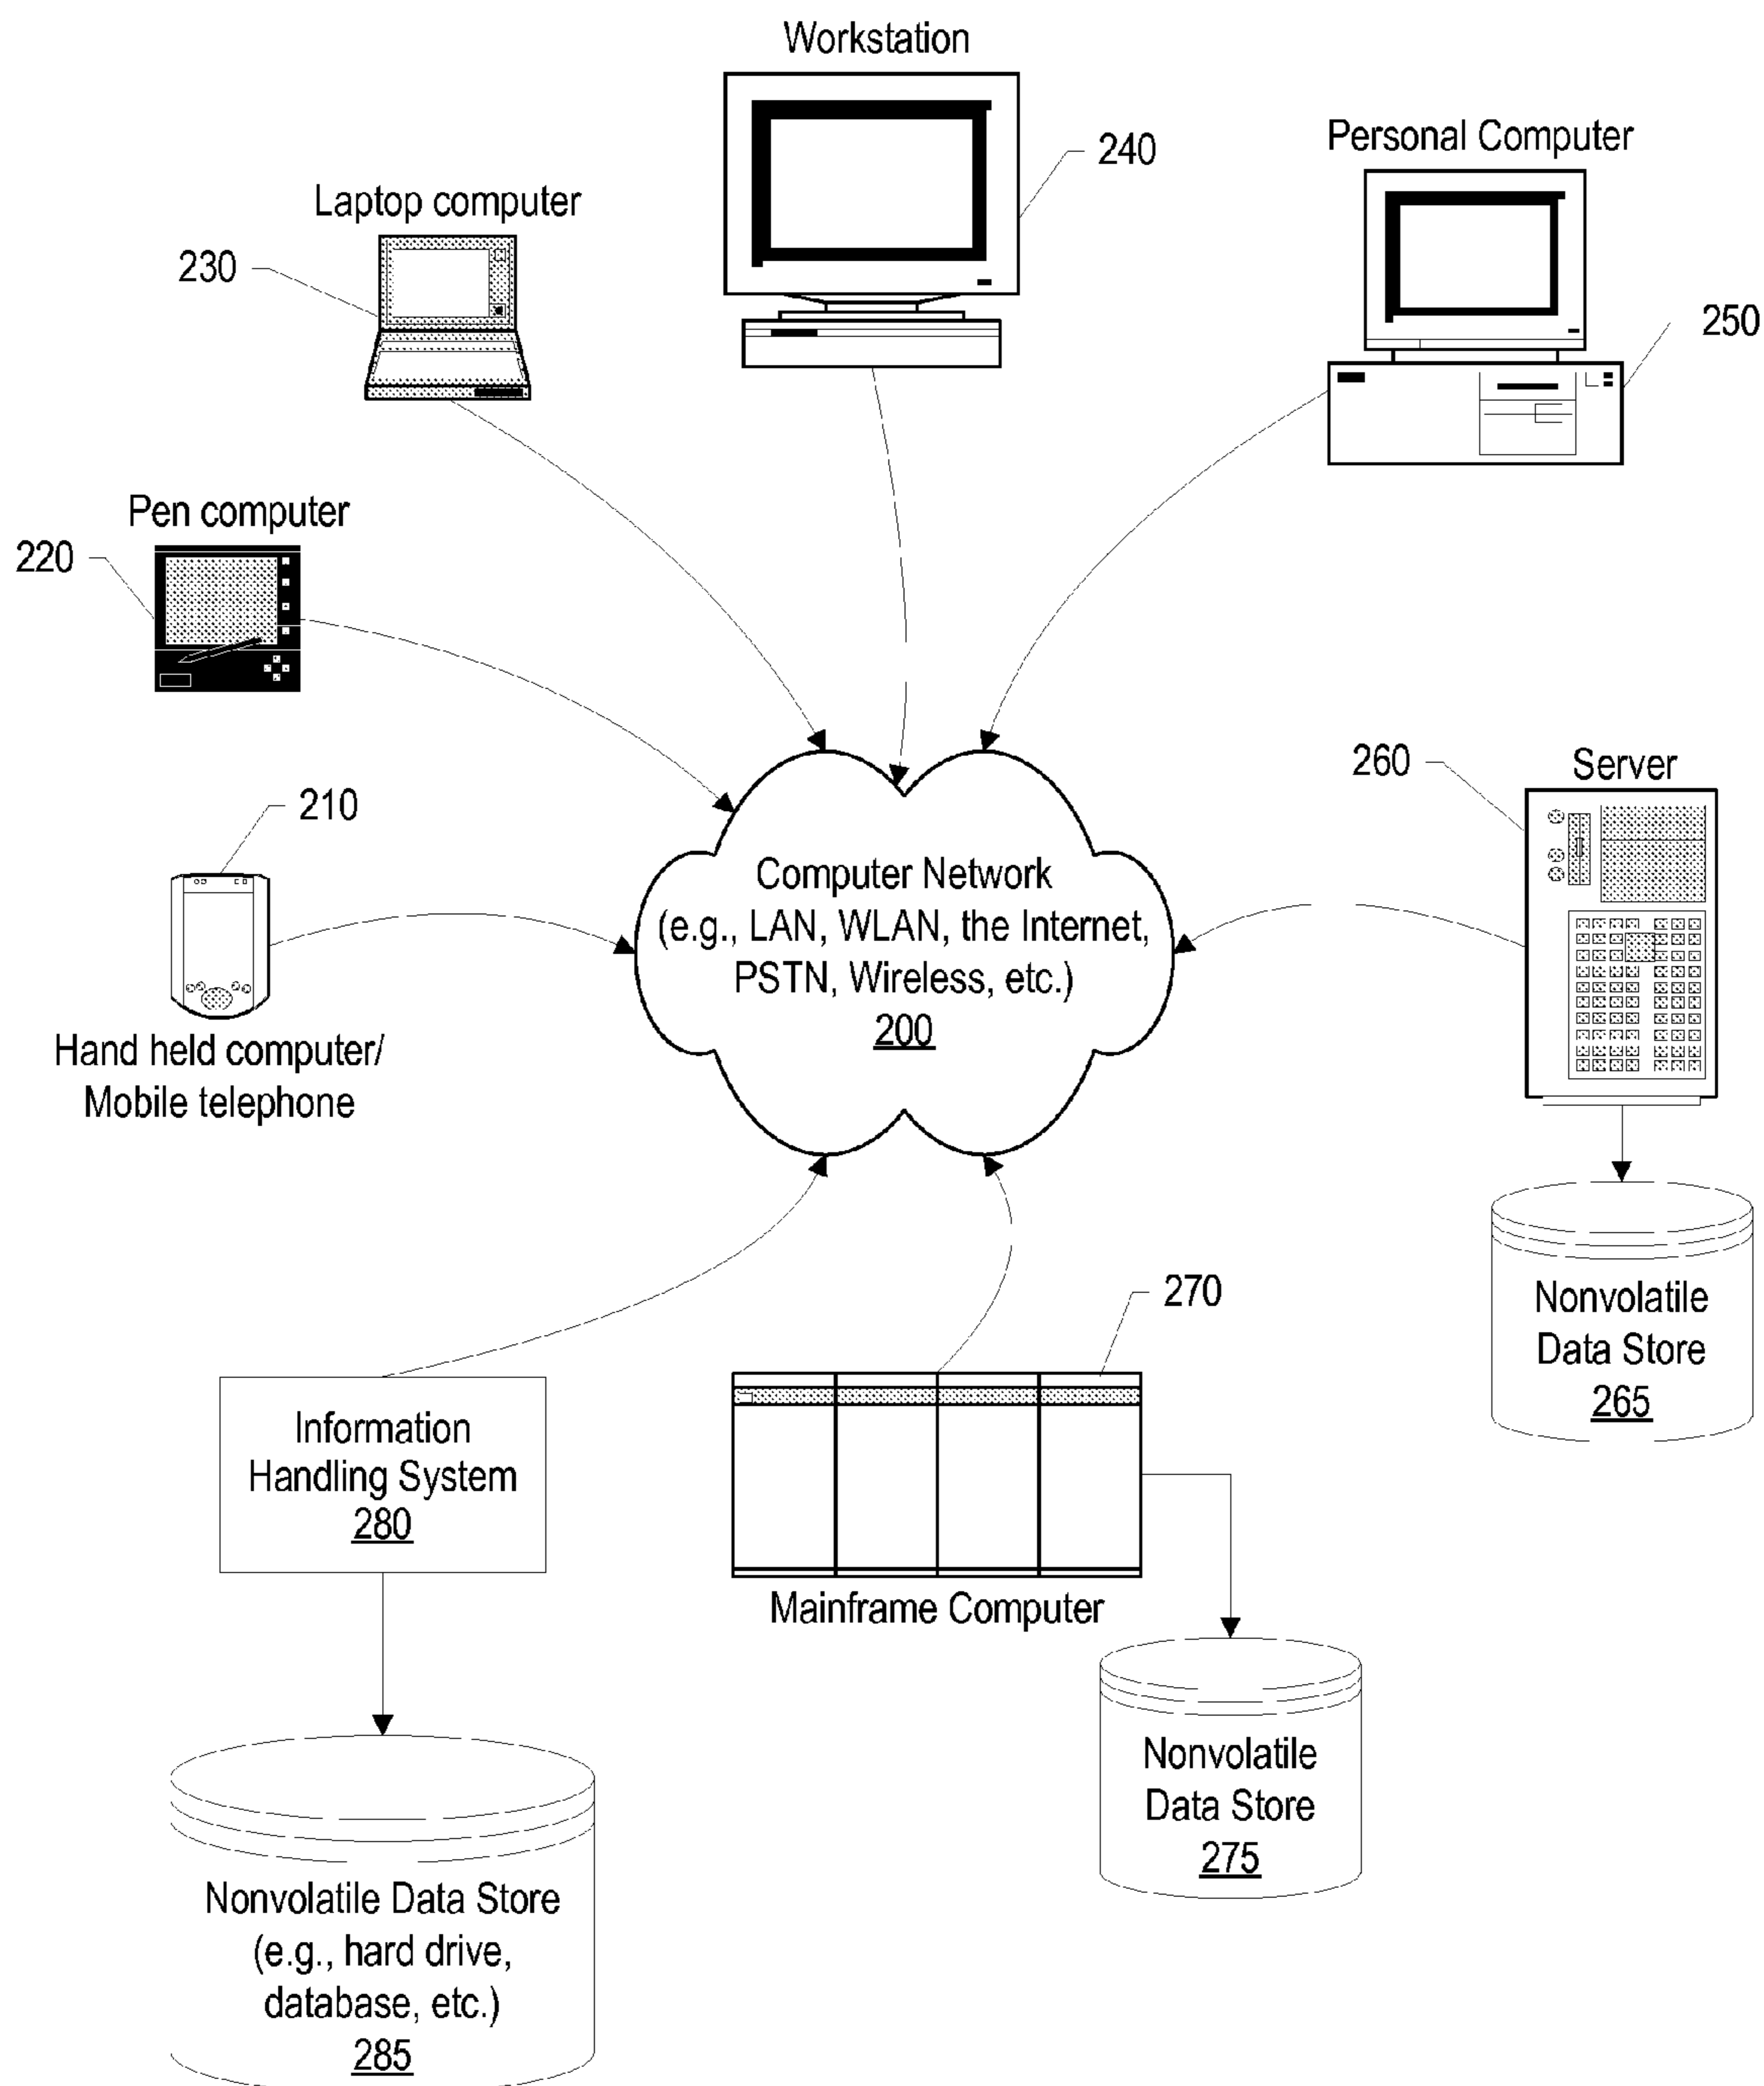 Workstation
240
Personal Computer
250
Laptop computer
230
Pen computer
220
210
Hand held computer/
Mobile telephone
Computer Network
(e.g., LAN, WLAN, the Internet,
PSTN, Wireless, etc.)
200
260
Server
Nonvolatile
Data Store
265
270
Mainframe Computer
Nonvolatile
Data Store
275
Information
Handling System
280
Nonvolatile Data Store
(e.g., hard drive,
database, etc.)
285